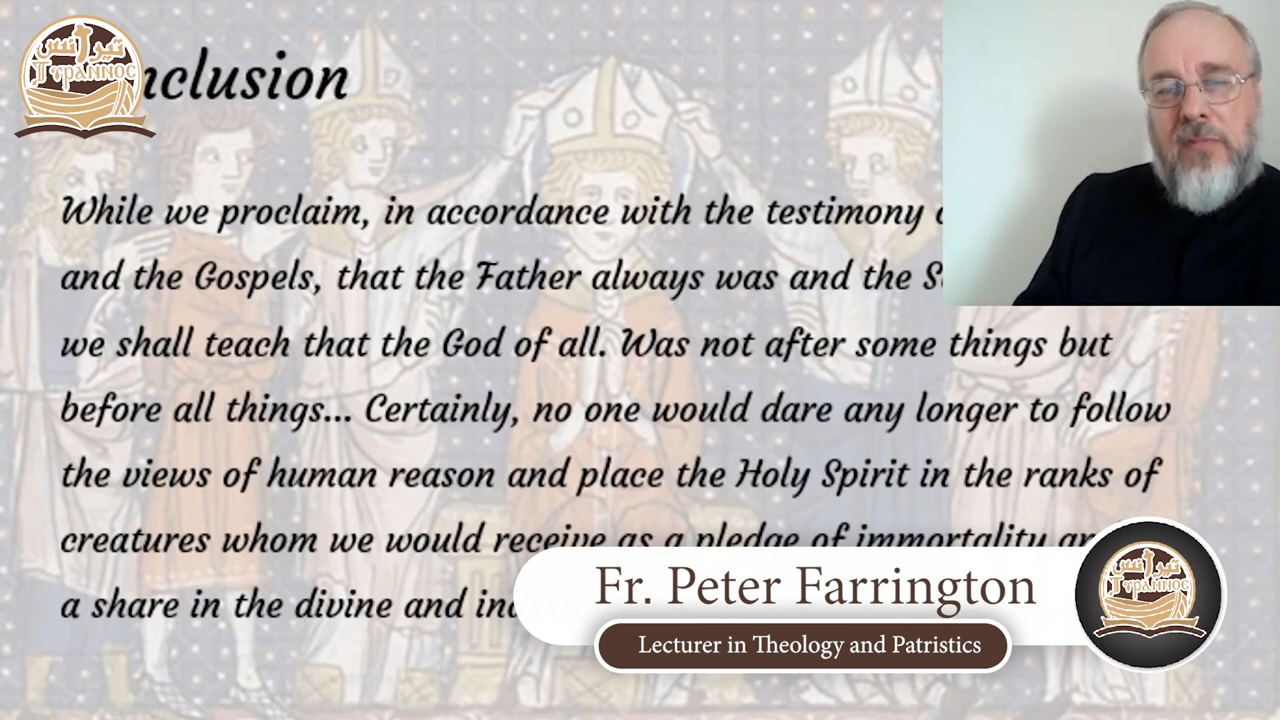 تيرانس
Τυραννος
nclusion
While we proclaim, in accordance with the testimony
and the Gospels, that the Father always was and the
we shall teach that the God of all. Was not after some things but
before all things... Certainly, no one would dare any longer to follow
the views of human reason and place the Holy Spirit in the ranks of
creatures whom we would receive as a pledge of immortality
a share in the divine and
Fr. Peter Farrington
Lecturer in Theology and Patristics
تيرانس
Τυραννος